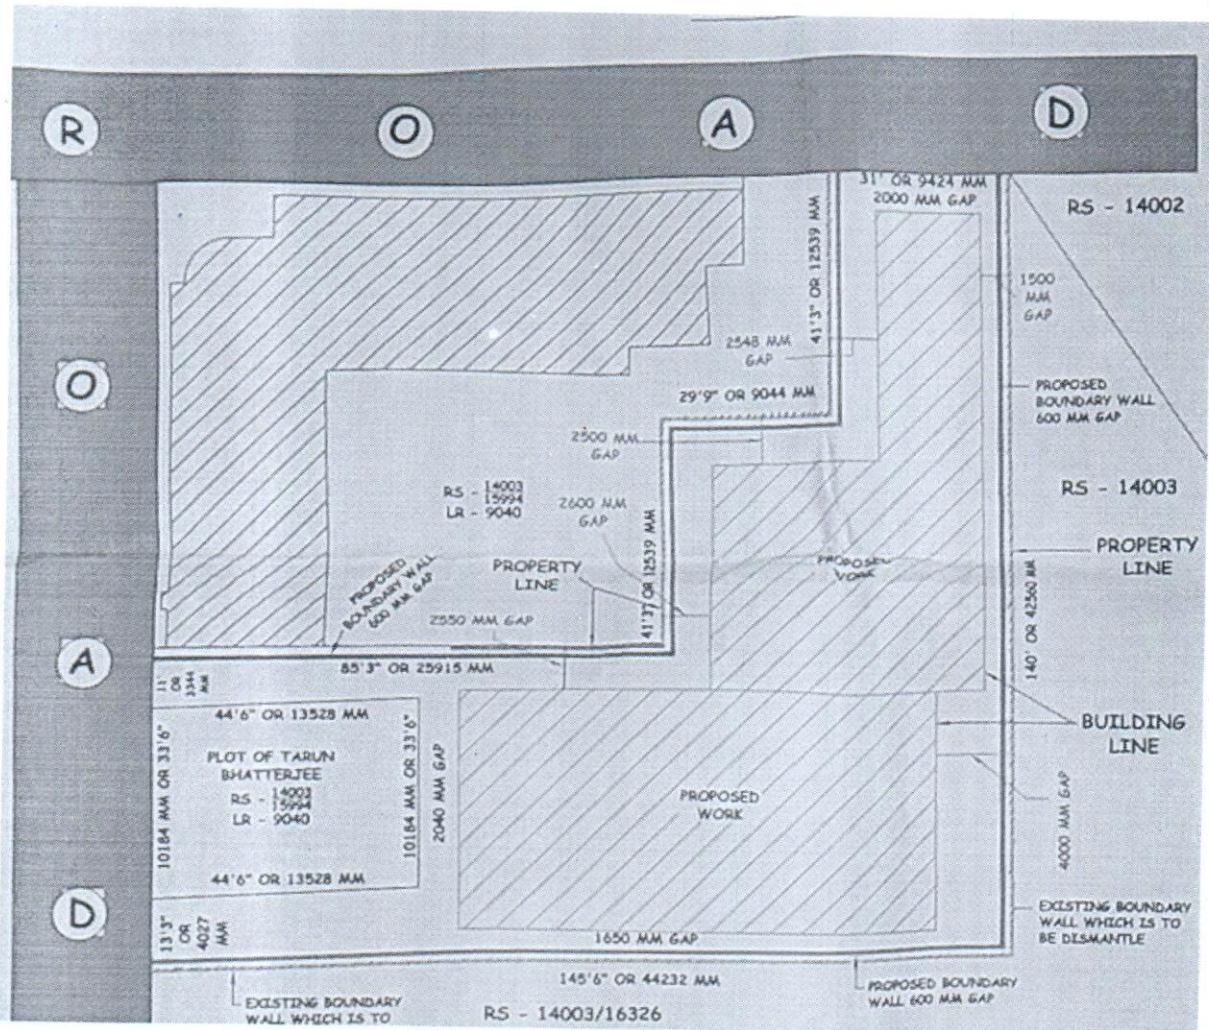 R O A D
31' OR 9424 MM
2000 MM GAP
RS - 14002
41'3" OR 12539 MM
1500
MM
GAP
O
2548 MM
GAP
PROPOSED
BOUNDARY WALL
600 MM GAP
29'9" OR 9044 MM
2500 MM
GAP
RS - 14003
15994
LR - 9040
2600 MM
GAP
RS - 14003
41'3" OR 12539 MM
PROPOSED
WORK
PROPERTY
LINE
PROPERTY
LINE
PROPOSED
BOUNDARY WALL
600 MM GAP
140' OR 42560 MM
2550 MM GAP
A
85'3" OR 25915 MM
11'
OR
3344
MM
44'6" OR 13528 MM
BUILDING
LINE
10184 MM OR 33'6"
PLOT OF TARUN
BHATTERJEE
RS - 14003
15994
LR - 9040
10184 MM OR 33'6"
2040 MM GAP
PROPOSED
WORK
4000 MM GAP
44'6" OR 13528 MM
D
13'3"
OR
4027
MM
EXISTING BOUNDARY
WALL WHICH IS TO
BE DISMANTLE
1650 MM GAP
145'6" OR 44232 MM
PROPOSED BOUNDARY
WALL 600 MM GAP
EXISTING BOUNDARY
WALL WHICH IS TO
RS - 14003/16326